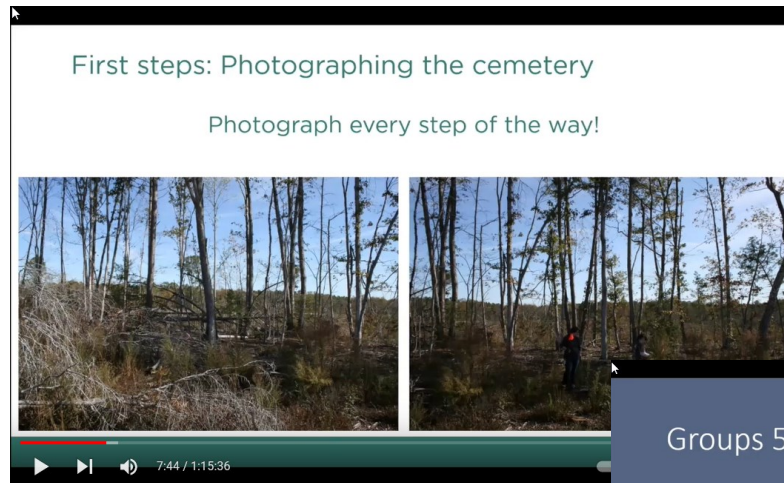 First steps: Photographing the cemetery
Photograph every step of the way!
7:44 / 1:15:36
Groups 5